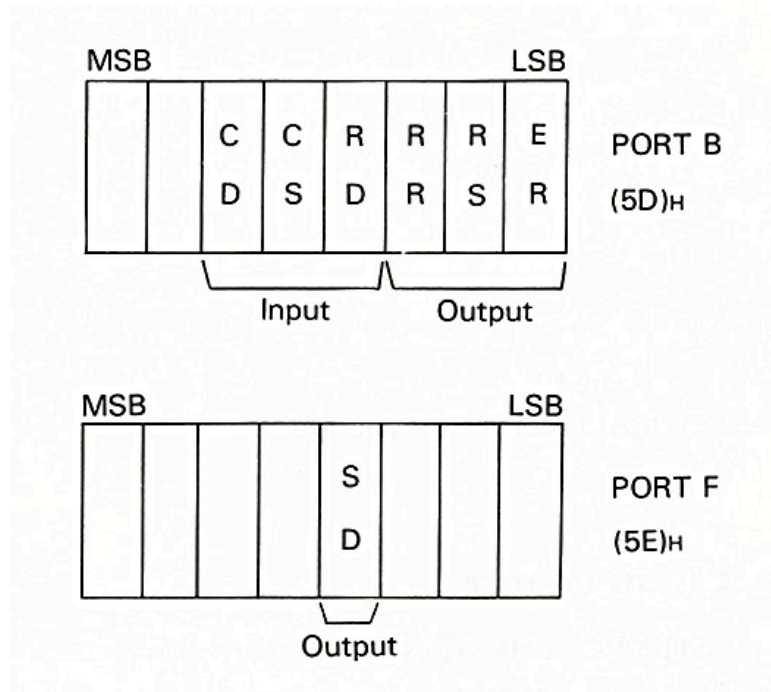 MSB LSB
C C R R R E
D S D R S R
PORT B
(5D)H
Input Output
MSB LSB
S
D
PORT F
(5E)H
Output